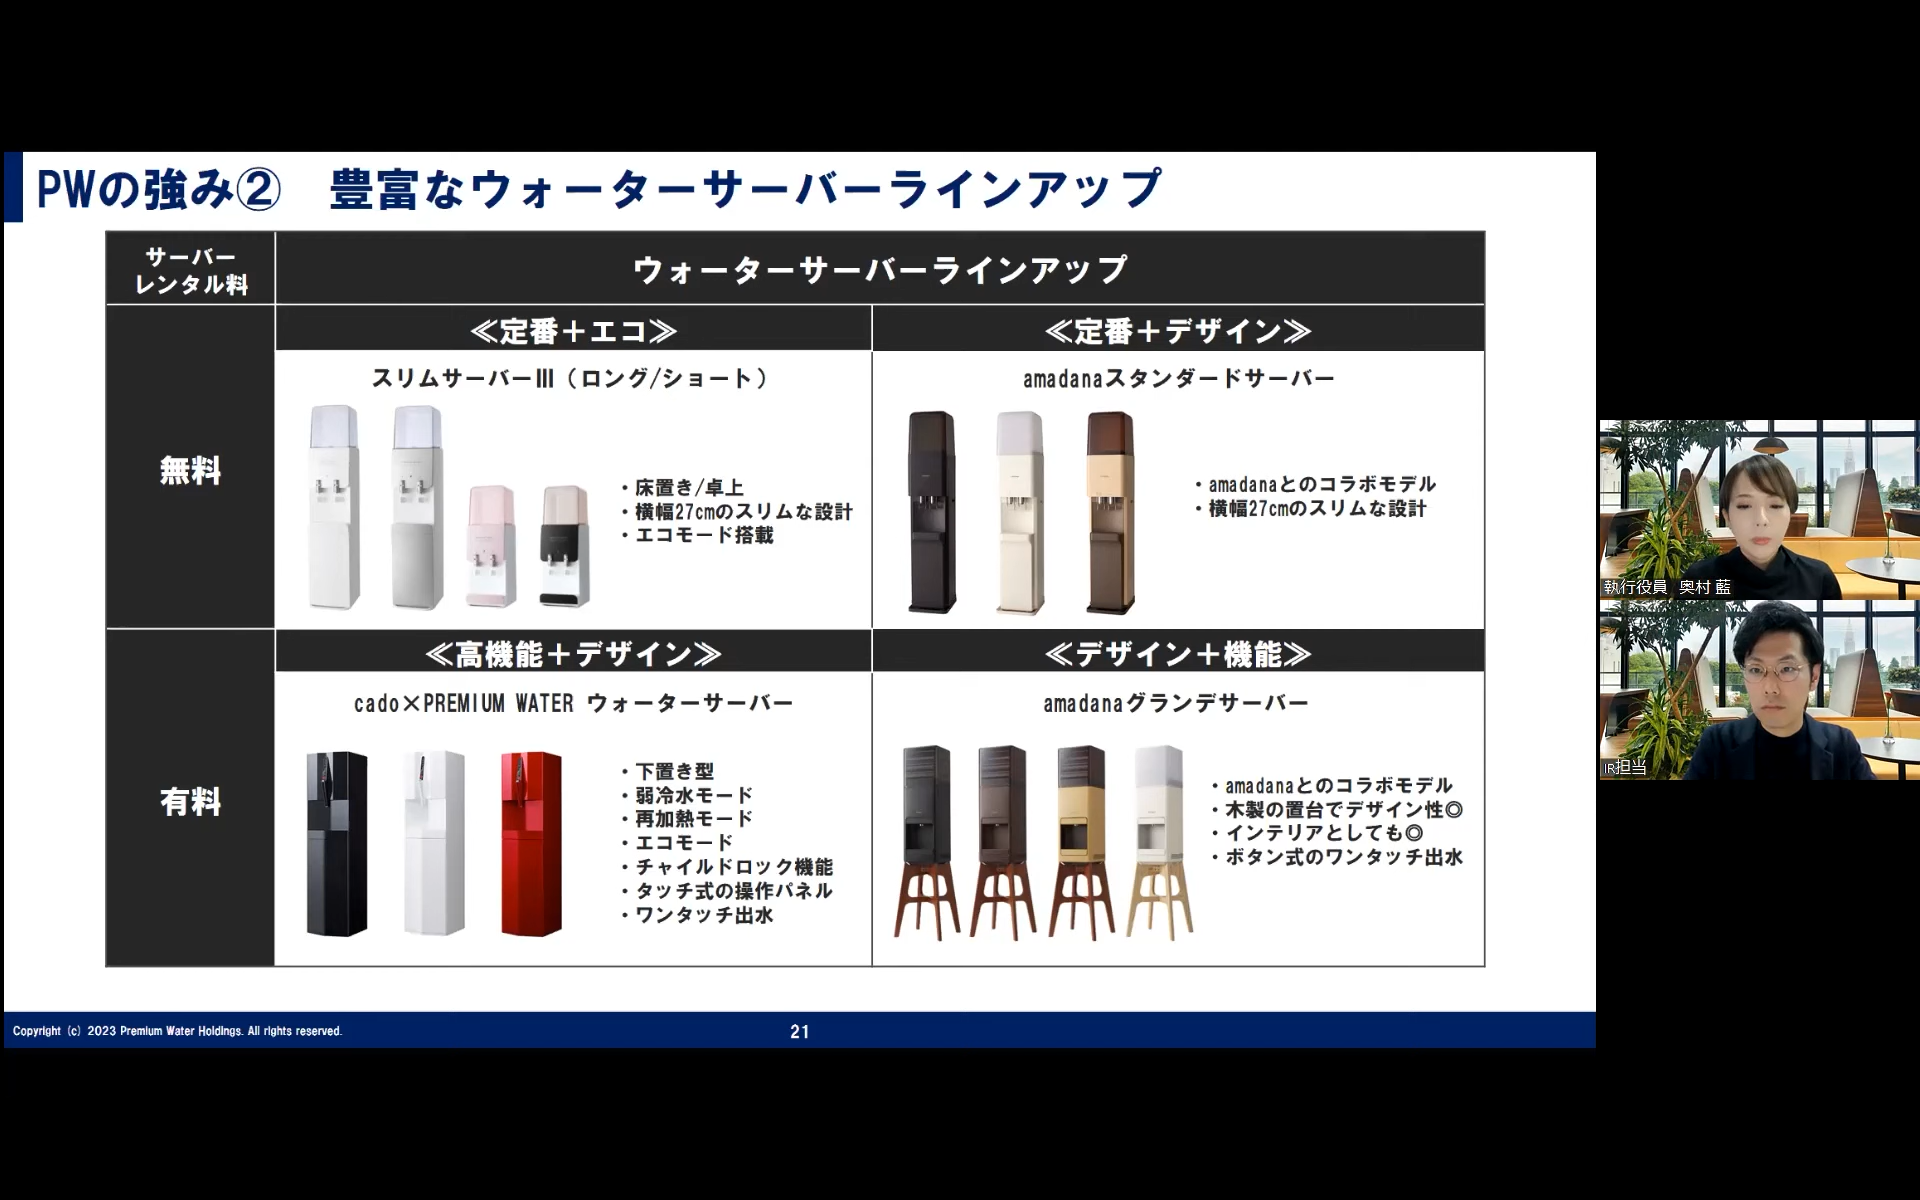 PWの強み②　豊富なウォーターサーバーラインアップ
サーバー
レンタル料
ウォーターサーバーラインアップ
無料
≪定番＋エコ≫
スリムサーバーⅢ（ロング/ショート）
・床置き/卓上
・横幅27cmのスリムな設計
・エコモード搭載
≪定番＋デザイン≫
amadanaスタンダードサーバー
・amadanaとのコラボモデル
・横幅27cmのスリムな設計
有料
≪高機能＋デザイン≫
cado×PREMIUM WATER ウォーターサーバー
・下置き型
・弱冷水モード
・再加熱モード
・エコモード
・チャイルドロック機能
・タッチ式の操作パネル
・ワンタッチ出水
≪デザイン＋機能≫
amadanaグランデサーバー
・amadanaとのコラボモデル
・木製の置台でデザイン性◎
・インテリアとしても◎
・ボタン式のワンタッチ出水
Copyright (c) 2023 Premium Water Holdings. All rights reserved.
21
執行役員　奥村 藍
IR担当